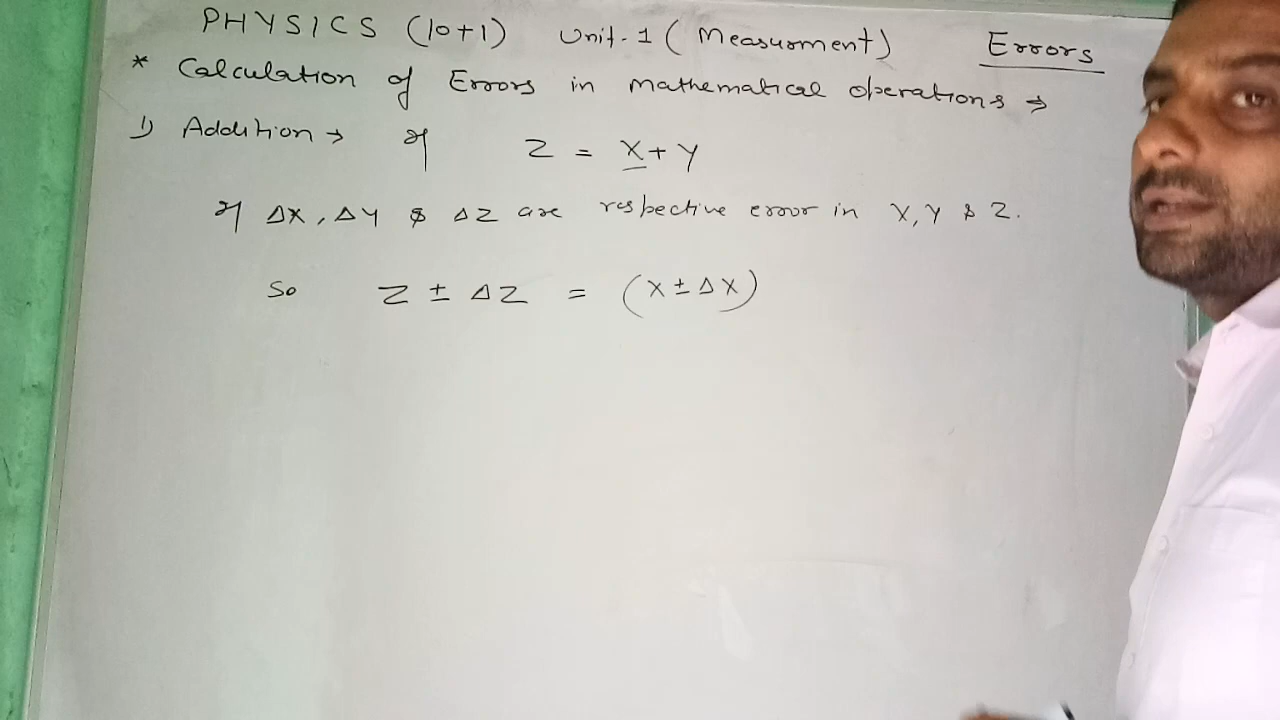 PHYSICS (10+1) Unit-1 (Measurment) Errors
* Calculation of Errors in Mathematical operations ⇒
1) Addition → If Z = X + Y
If ΔX, ΔY & ΔZ are respective error in X, Y & Z.
So Z ± ΔZ = (X ± ΔX)